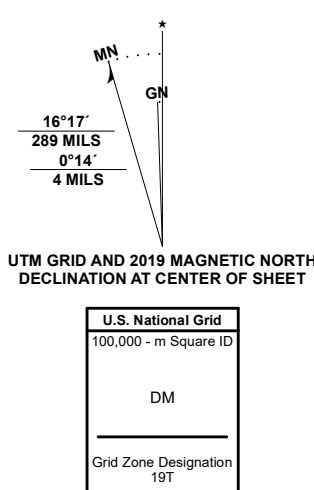 ★
MN
GN
16°17´
289 MILS
0°14´
4 MILS
UTM GRID AND 2019 MAGNETIC NORTH
DECLINATION AT CENTER OF SHEET
U.S. National Grid
100,000 - m Square ID
DM
Grid Zone Designation
19T